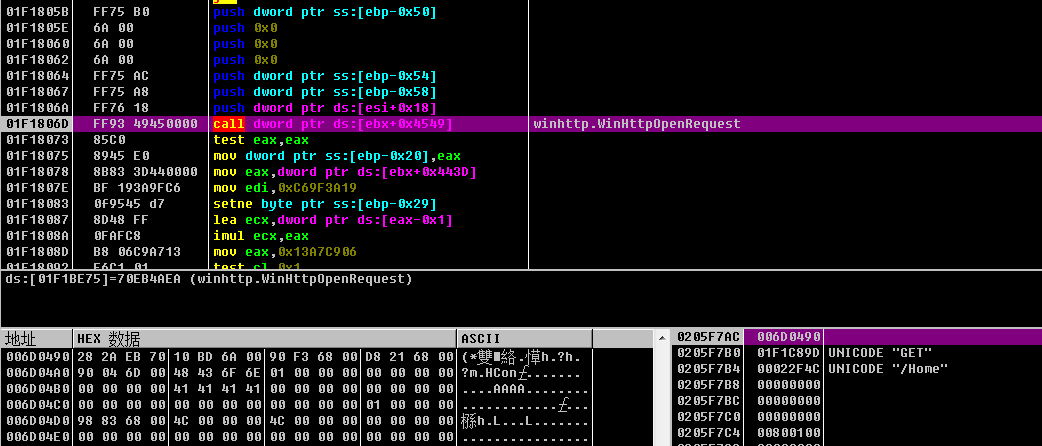 01F1805B FF75 B0 push dword ptr ss:[ebp-0x50]
01F1805E 6A 00 push 0x0
01F18060 6A 00 push 0x0
01F18062 6A 00 push 0x0
01F18064 FF75 AC push dword ptr ss:[ebp-0x54]
01F18067 FF75 A8 push dword ptr ss:[ebp-0x58]
01F1806A FF76 18 push dword ptr ds:[esi+0x18]
01F1806D FF93 49450000 call dword ptr ds:[ebx+0x4549] winhttp.WinHttpOpenRequest
01F18073 85C0 test eax,eax
01F18075 8945 E0 mov dword ptr ss:[ebp-0x20],eax
01F18078 8B83 3D440000 mov eax,dword ptr ds:[ebx+0x443D]
01F1807E BF 193A9FC6 mov edi,0xC69F3A19
01F18083 0f9545 d7 setne byte ptr ss:[ebp-0x29]
01F18087 8D48 FF lea ecx,dword ptr ds:[eax-0x1]
01F1808A 0FAFC8 imul ecx,eax
01F1808D B8 06C9A713 mov eax,0x13A7C906
01F18092 F6C1 01 test cl,0x1
ds:[01F1BE75]=70EB4AEA (winhttp.WinHttpOpenRequest)
地址 HEX 数据 ASCII
006D0490 28 2A EB 70 10 BD 6A 00 90 F3 68 00 D8 21 68 00
006D04A0 90 04 6D 00 48 43 6F 6E 01 00 00 00 00 00 00 00 ?m.HCon
006D04B0 00 00 00 00 41 41 41 41 00 00 00 00 00 00 00 00 ....AAAA........
006D04C0 00 00 00 00 00 00 00 00 00 00 00 00 01 00 00 00
006D04D0 98 83 68 00 4C 00 00 00 4C 00 00 00 00 00 00 00 h.L...L.......
006D04E0 00 00 00 00 00 00 00 00 00 00 00 00 00 00 00 00 ................
0205F7AC 006D0490
0205F7B0 01F1C89D UNICODE "GET"
0205F7B4 00022F4C UNICODE "/Home"
0205F7B8 00000000
0205F7BC 00000000
0205F7C0 00000000
0205F7C4 00800100